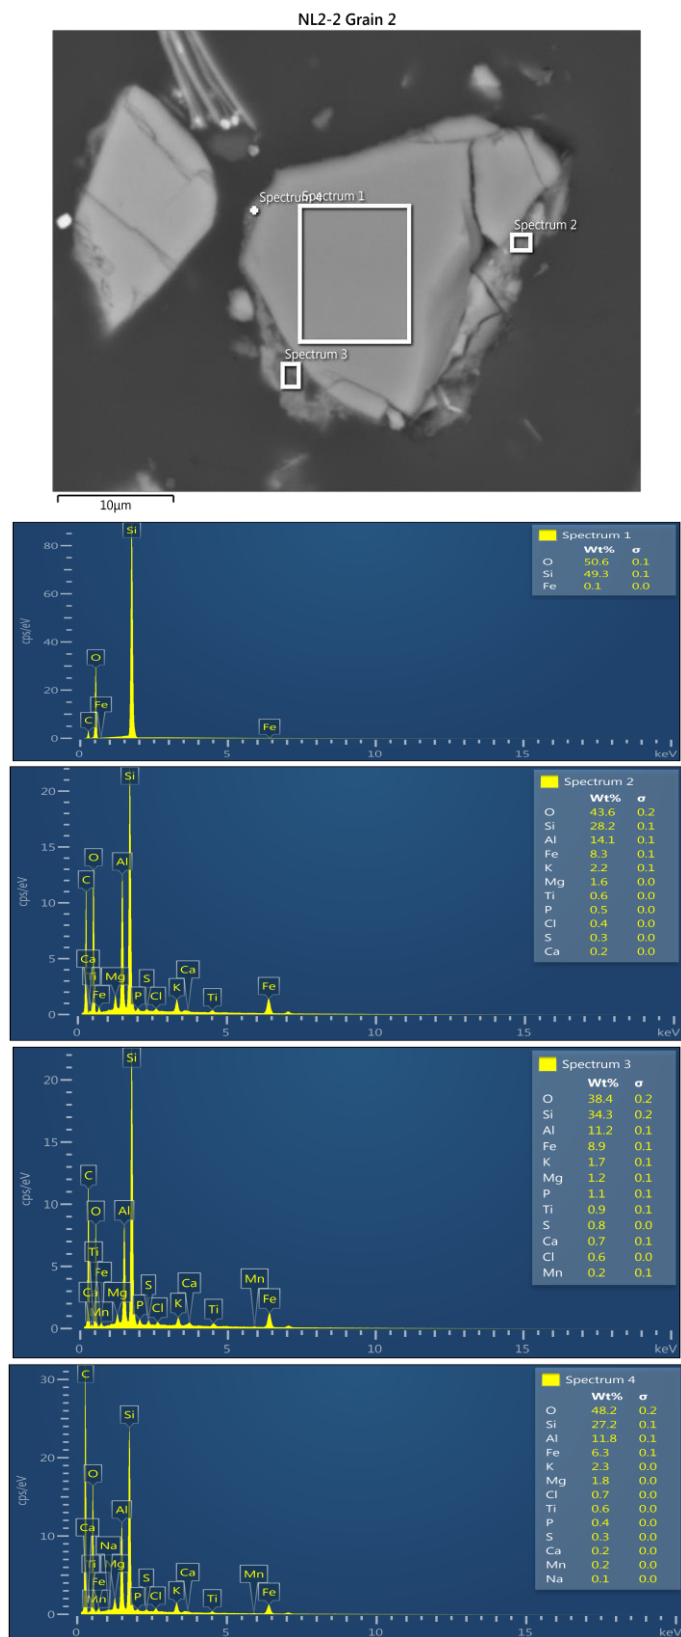 NL2-2 Grain 2
Spectrum 4
Spectrum 1
Spectrum 2
Spectrum 3
10µm
Si
Spectrum 1
Wt% σ
O 50.6 0.1
Si 49.3 0.1
Fe 0.1 0.0
80
60
40
20
0
cps/eV
O
Fe
C
Fe
0 5 10 15 keV
Si
Spectrum 2
Wt% σ
O 43.6 0.2
Si 28.2 0.1
Al 14.1 0.1
Fe 8.3 0.1
K 2.2 0.1
Mg 1.6 0.0
Ti 0.6 0.0
P 0.5 0.0
Cl 0.4 0.0
S 0.3 0.0
Ca 0.2 0.0
20
15
10
5
0
cps/eV
O
Al
C
Ca
Ti
Mg
S
Ca
Fe
P
Cl
K
Ti
Fe
0 5 10 15 keV
Si
Spectrum 3
Wt% σ
O 38.4 0.2
Si 34.3 0.2
Al 11.2 0.1
Fe 8.9 0.1
K 1.7 0.1
Mg 1.2 0.1
P 1.1 0.1
Ti 0.9 0.1
S 0.8 0.0
Ca 0.7 0.1
Cl 0.6 0.0
Mn 0.2 0.1
20
15
10
5
0
cps/eV
C
O
Al
Ti
Fe
Ca
Mg
Mn
P
S
Cl
K
Ca
Ti
Mn
Fe
0 5 10 15 keV
C
Spectrum 4
Wt% σ
O 48.2 0.2
Si 27.2 0.1
Al 11.8 0.1
Fe 6.3 0.1
K 2.3 0.0
Mg 1.8 0.0
Cl 0.7 0.0
Ti 0.6 0.0
P 0.4 0.0
S 0.3 0.0
Ca 0.2 0.0
Mn 0.2 0.0
Na 0.1 0.0
30
20
10
0
cps/eV
Si
O
Al
Ca
Na
Ti
Mg
Fe
Mn
P
S
Cl
K
Ca
Ti
Mn
Fe
0 5 10 15 keV